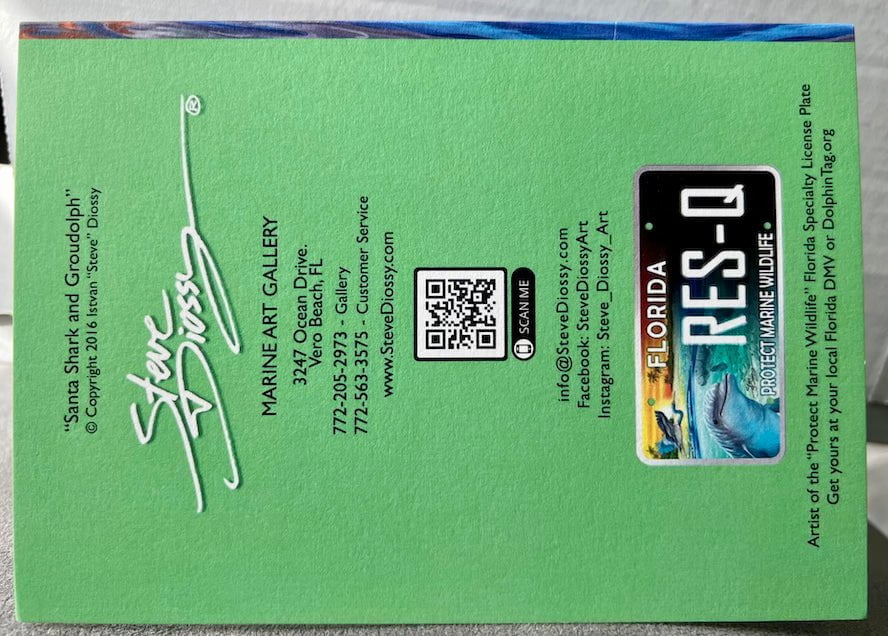 "Santa Shark and Groudolph"
© Copyright 2016 Istvan "Steve" Diossy
Steve
Diossy ®
MARINE ART GALLERY
3247 Ocean Drive.
Vero Beach, FL
772-205-2973 - Gallery
772-563-3575 - Customer Service
www.SteveDiossy.com
SCAN ME
info@SteveDiossy.com
Facebook: SteveDiossyArt
Instagram: Steve_Diossy_Art
FLORIDA
RES-Q
PROTECT MARINE WILDLIFE
Artist of the "Protect Marine Wildlife" Florida Specialty License Plate
Get yours at your local Florida DMV or DolphinTag.org